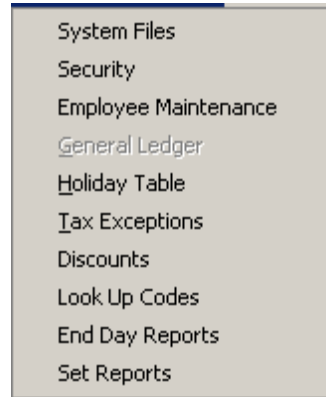 System Files
Security
Employee Maintenance
General Ledger
Holiday Table
Tax Exceptions
Discounts
Look Up Codes
End Day Reports
Set Reports